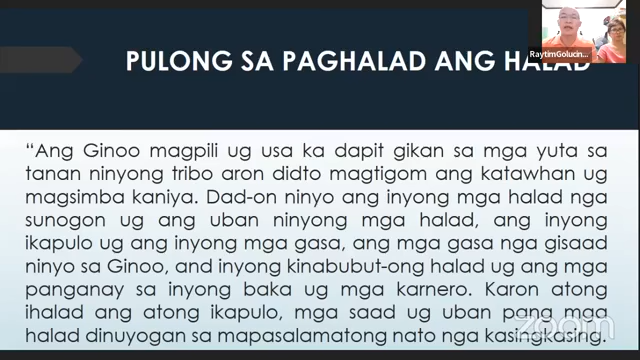 RaytimGolucin...
PULONG SA PAGHALAD ANG HALAD
“Ang Ginoo magpili ug usa ka dapit gikan sa mga yuta sa
tanan ninyong tribo aron didto magtigom ang katawhan ug
magsimba kaniya. Dad-on ninyo ang inyong mga halad nga
sunogon ug ang uban ninyong mga halad, ang inyong
ikapulo ug ang inyong mga gasa, ang mga gasa nga gisaad
ninyo sa Ginoo, and inyong kinabubut-ong halad ug ang mga
panganay sa inyong baka ug mga karnero. Karon atong
ihalad ang atong ikapulo, mga saad ug uban pang mga
halad dinuyogan sa mapasalamatong nato nga kasingkasing.
zoom